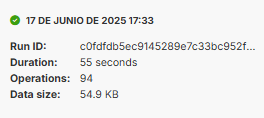 17 DE JUNIO DE 2025 17:33
Run ID: c0fdfdb5ec9145289e7c33bc952f...
Duration: 55 seconds
Operations: 94
Data size: 54.9 KB